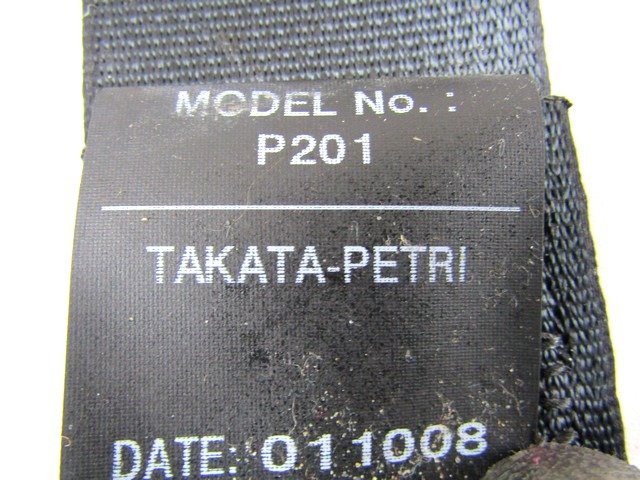 MODEL No. :
P201
TAKATA-PETRI
DATE: 011008